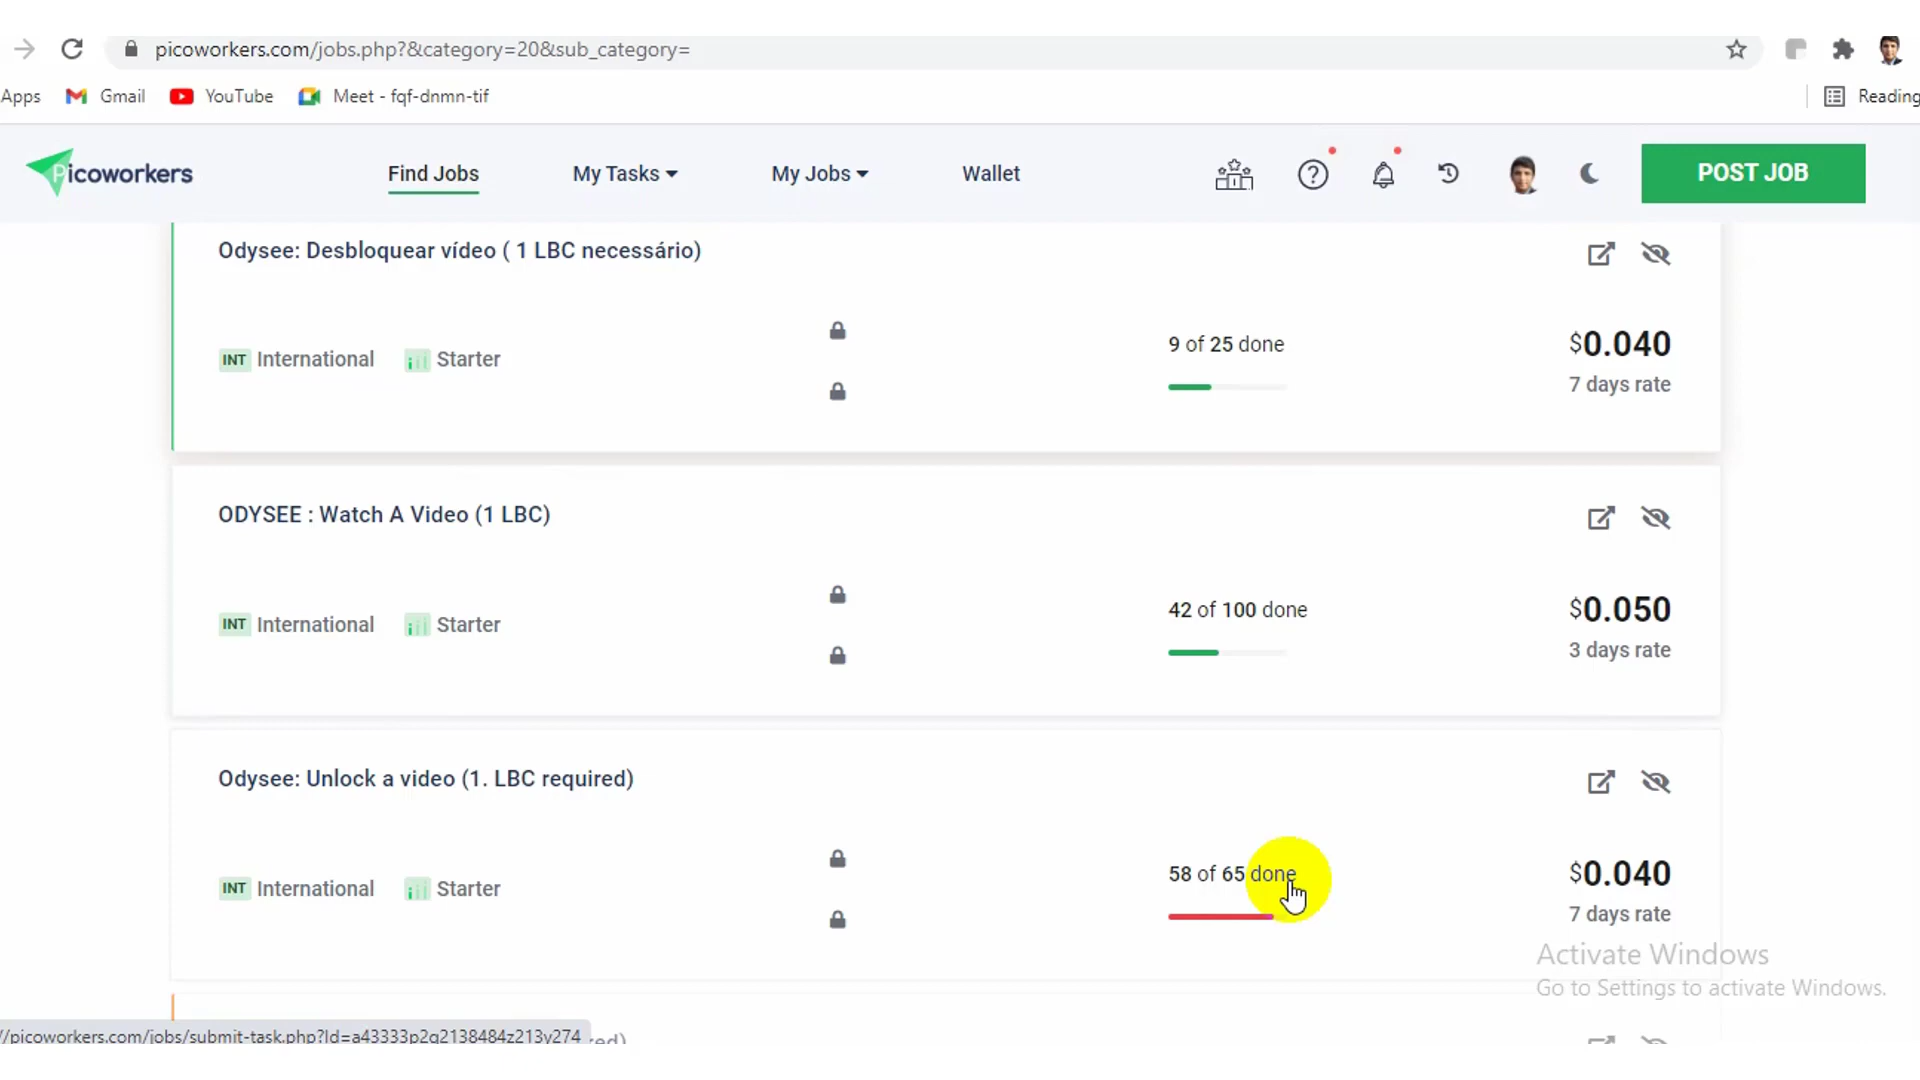 picoworkers.com/jobs.php?&category=20&sub_category=
Apps Gmail YouTube Meet - fqf-dnmn-tif Reading
Picoworkers Find Jobs My Tasks My Jobs Wallet POST JOB
Odysee: Desbloquear vídeo ( 1 LBC necessário)
9 of 25 done $0.040
INT International Starter 7 days rate
ODYSEE : Watch A Video (1 LBC)
42 of 100 done $0.050
INT International Starter 3 days rate
Odysee: Unlock a video (1. LBC required)
58 of 65 done $0.040
INT International Starter 7 days rate
Activate Windows
Go to Settings to activate Windows.
//picoworkers.com/jobs/submit-task.php?Id=a43333p2q2138484z213y274